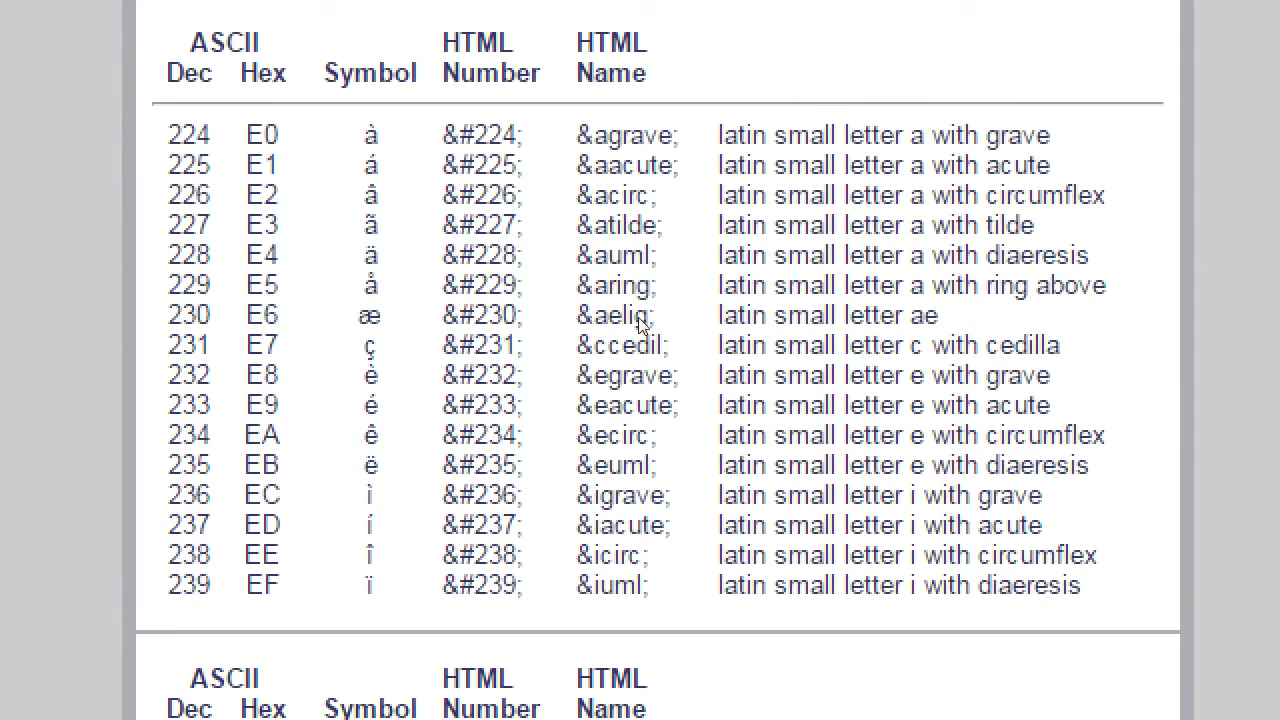 ASCII HTML HTML
Dec Hex Symbol Number Name
224 E0 à &#224; &agrave; latin small letter a with grave
225 E1 á &#225; &aacute; latin small letter a with acute
226 E2 â &#226; &acirc; latin small letter a with circumflex
227 E3 ã &#227; &atilde; latin small letter a with tilde
228 E4 ä &#228; &auml; latin small letter a with diaeresis
229 E5 å &#229; &aring; latin small letter a with ring above
230 E6 æ &#230; &aelig; latin small letter ae
231 E7 ç &#231; &ccedil; latin small letter c with cedilla
232 E8 è &#232; &egrave; latin small letter e with grave
233 E9 é &#233; &eacute; latin small letter e with acute
234 EA ê &#234; &ecirc; latin small letter e with circumflex
235 EB ë &#235; &euml; latin small letter e with diaeresis
236 EC ì &#236; &igrave; latin small letter i with grave
237 ED í &#237; &iacute; latin small letter i with acute
238 EE î &#238; &icirc; latin small letter i with circumflex
239 EF ï &#239; &iuml; latin small letter i with diaeresis
ASCII HTML HTML
Dec Hex Symbol Number Name